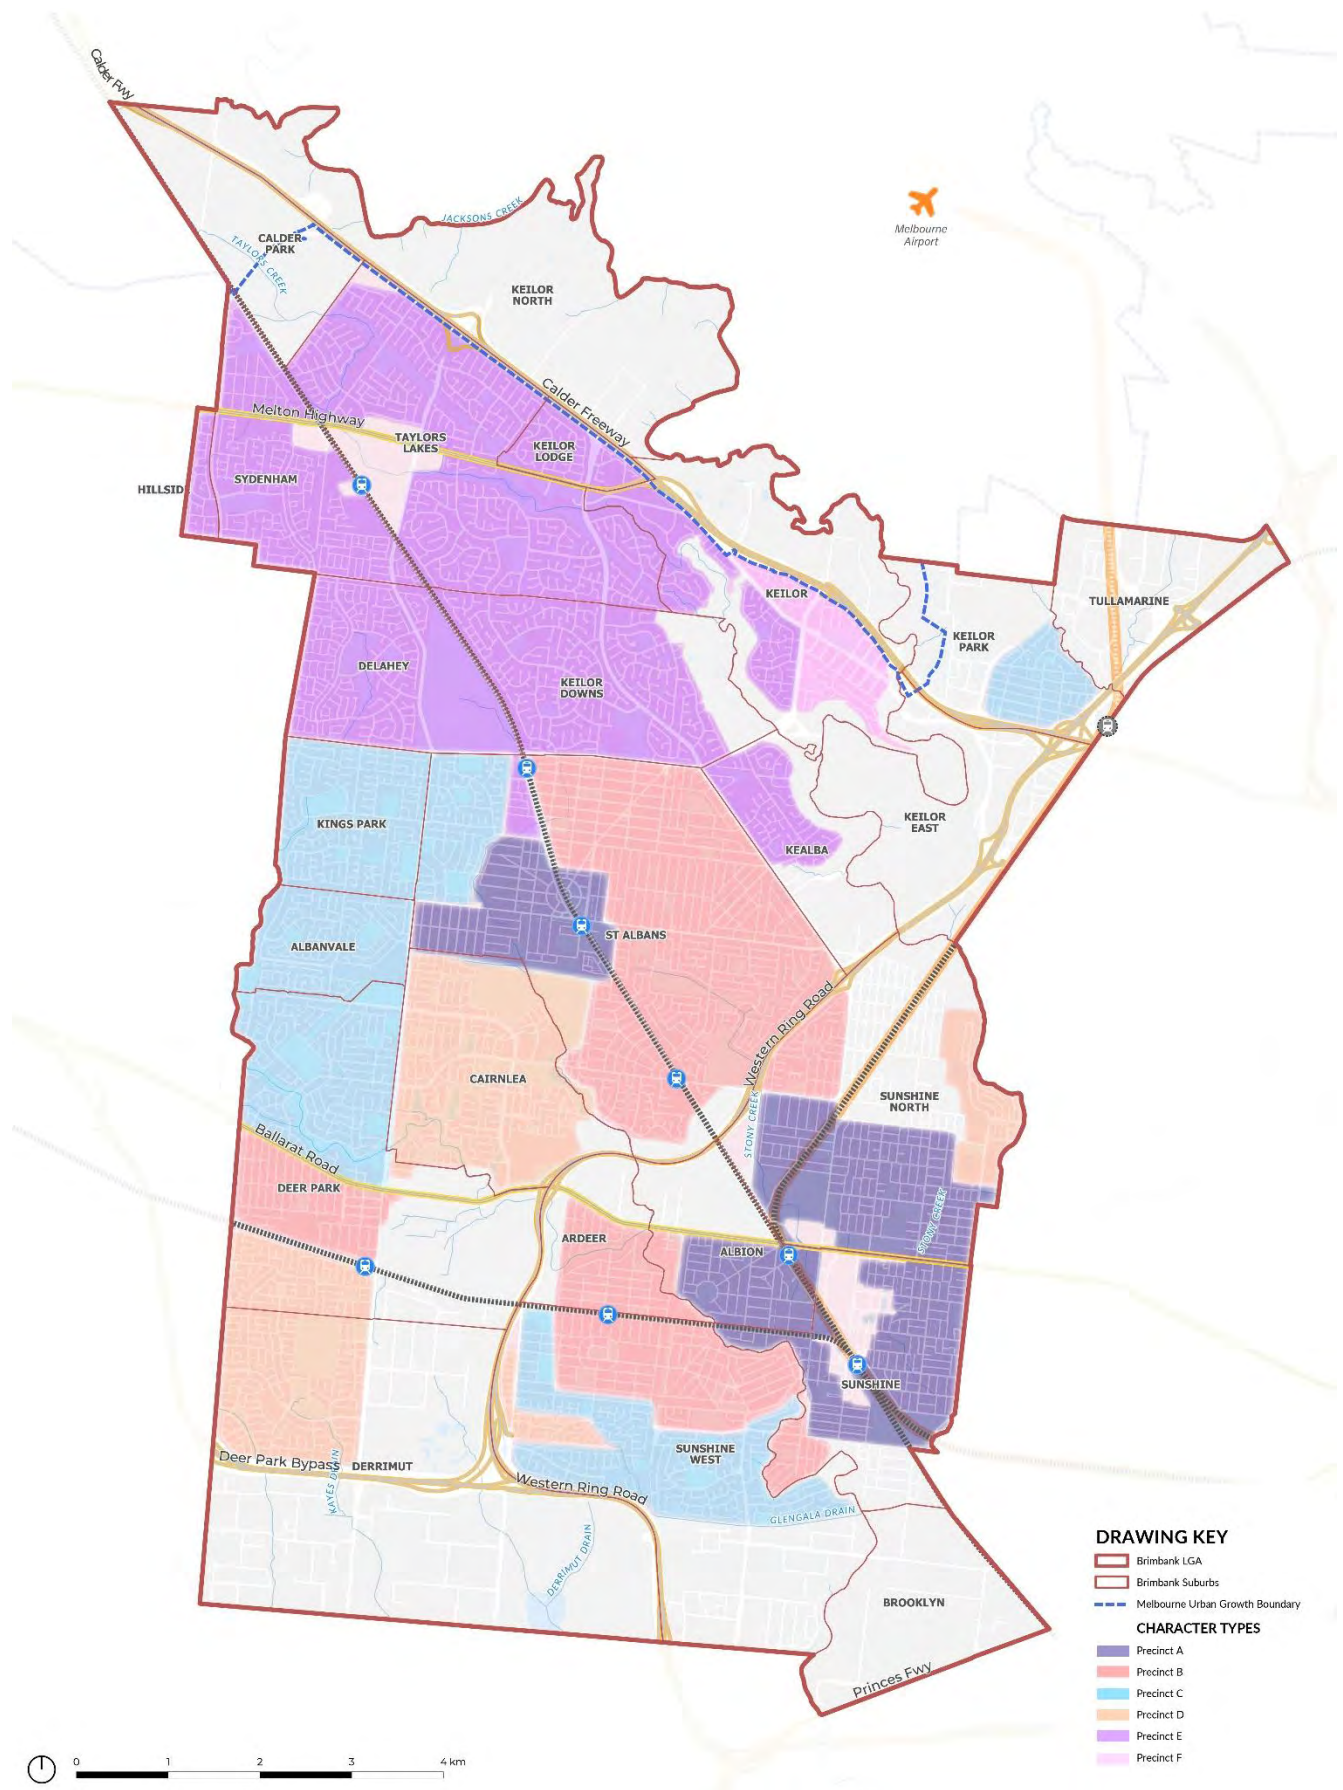 Calder Fwy
JACKSONS CREEK
Melbourne
Airport
CALDER
PARK
TAYLORS CREEK
KEILOR
NORTH
Calder Freeway
Melton Highway
TAYLORS
LAKES
KEILOR
LODGE
SYDENHAM
HILLSID
KEILOR
TULLAMARINE
KEILOR
PARK
DELAHEY
KEILOR
DOWNS
KINGS PARK
KEILOR
EAST
KEALBA
ST ALBANS
ALBANVALE
Western Ring Road
CAIRNLEA
SUNSHINE
NORTH
STONY CREEK
Ballarat Road
DEER PARK
STONY CREEK
ARDEER
ALBION
SUNSHINE
SUNSHINE
WEST
Deer Park Bypass
DERRIMUT
KAYES DRAIN
Western Ring Road
GLENGALA DRAIN
DERRIMUT DRAIN
BROOKLYN
Princes Fwy
DRAWING KEY
Brimbank LGA
Brimbank Suburbs
Melbourne Urban Growth Boundary
CHARACTER TYPES
Precinct A
Precinct B
Precinct C
Precinct D
Precinct E
Precinct F
0 1 2 3 4 km